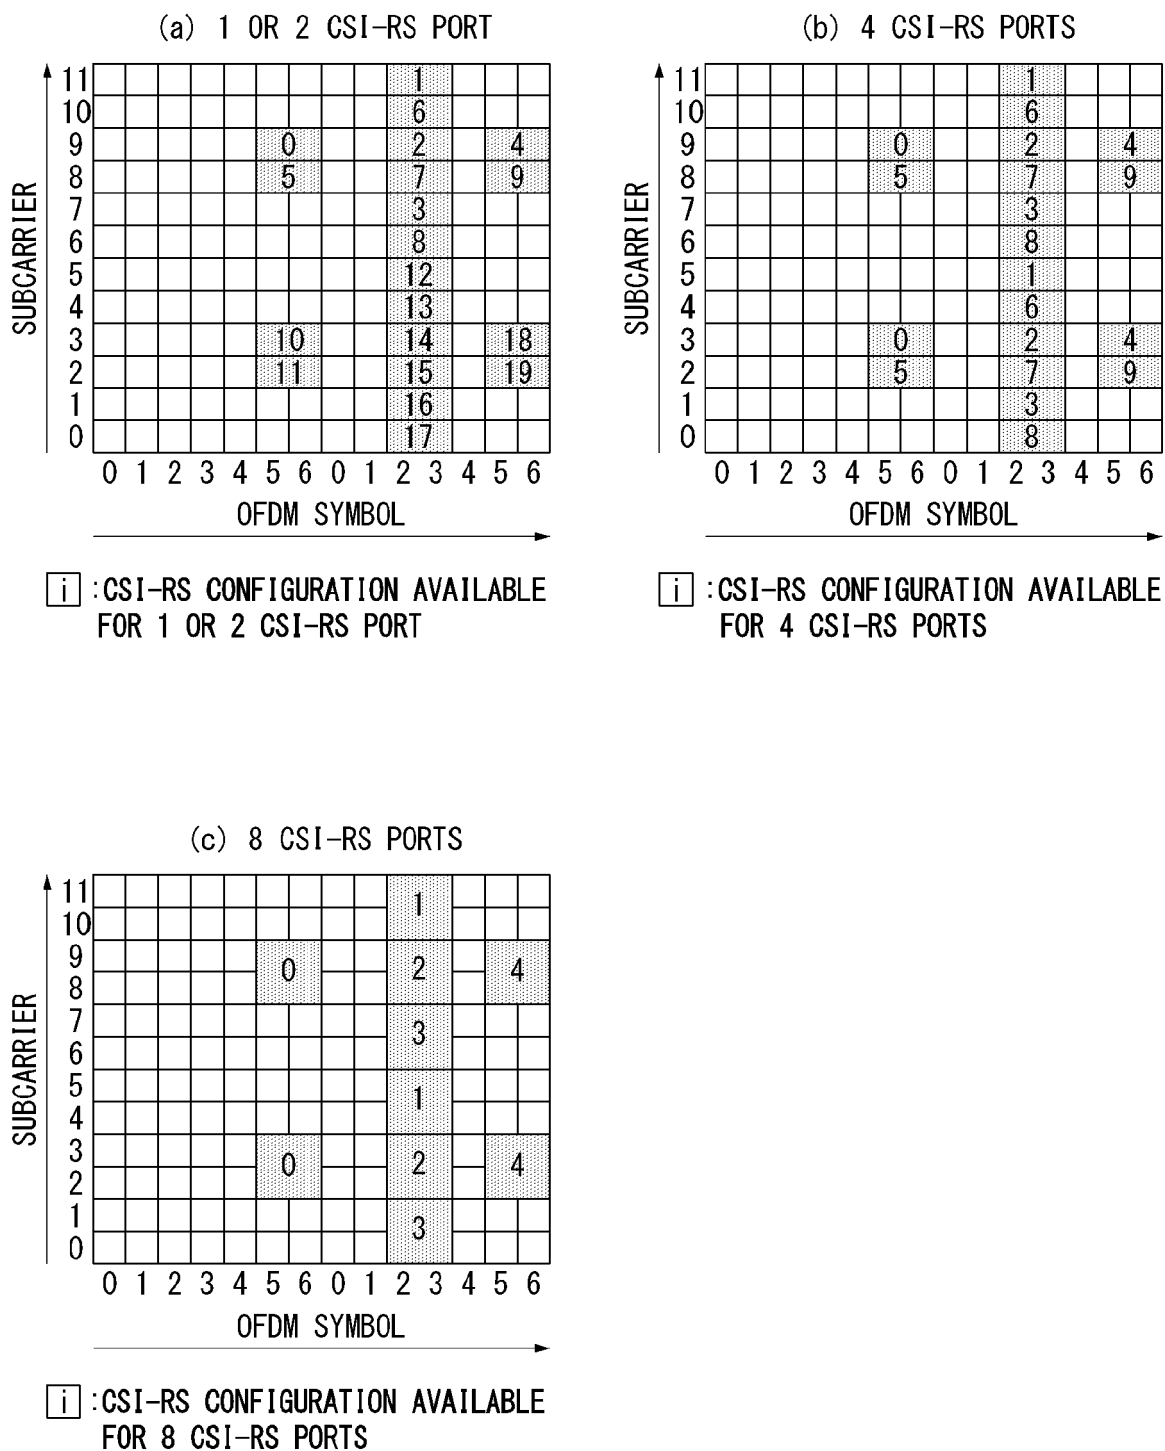 (a) 1 OR 2 CSI-RS PORT
11 1
10 6
9 0 2 4
8 5 7 9
7 3
6 8
5 12
4 13
3 10 14 18
2 11 15 19
1 16
0 17
SUBCARRIER
0 1 2 3 4 5 6 0 1 2 3 4 5 6
OFDM SYMBOL
i :CSI-RS CONFIGURATION AVAILABLE
FOR 1 OR 2 CSI-RS PORT
(b) 4 CSI-RS PORTS
11 1
10 6
9 0 2 4
8 5 7 9
7 3
6 8
5 1
4 6
3 0 2 4
2 5 7 9
1 3
0 8
SUBCARRIER
0 1 2 3 4 5 6 0 1 2 3 4 5 6
OFDM SYMBOL
i :CSI-RS CONFIGURATION AVAILABLE
FOR 4 CSI-RS PORTS
(c) 8 CSI-RS PORTS
11
1
10
9
0 2 4
8
7
3
6
5
1
4
3
0 2 4
2
1
3
0
SUBCARRIER
0 1 2 3 4 5 6 0 1 2 3 4 5 6
OFDM SYMBOL
i :CSI-RS CONFIGURATION AVAILABLE
FOR 8 CSI-RS PORTS